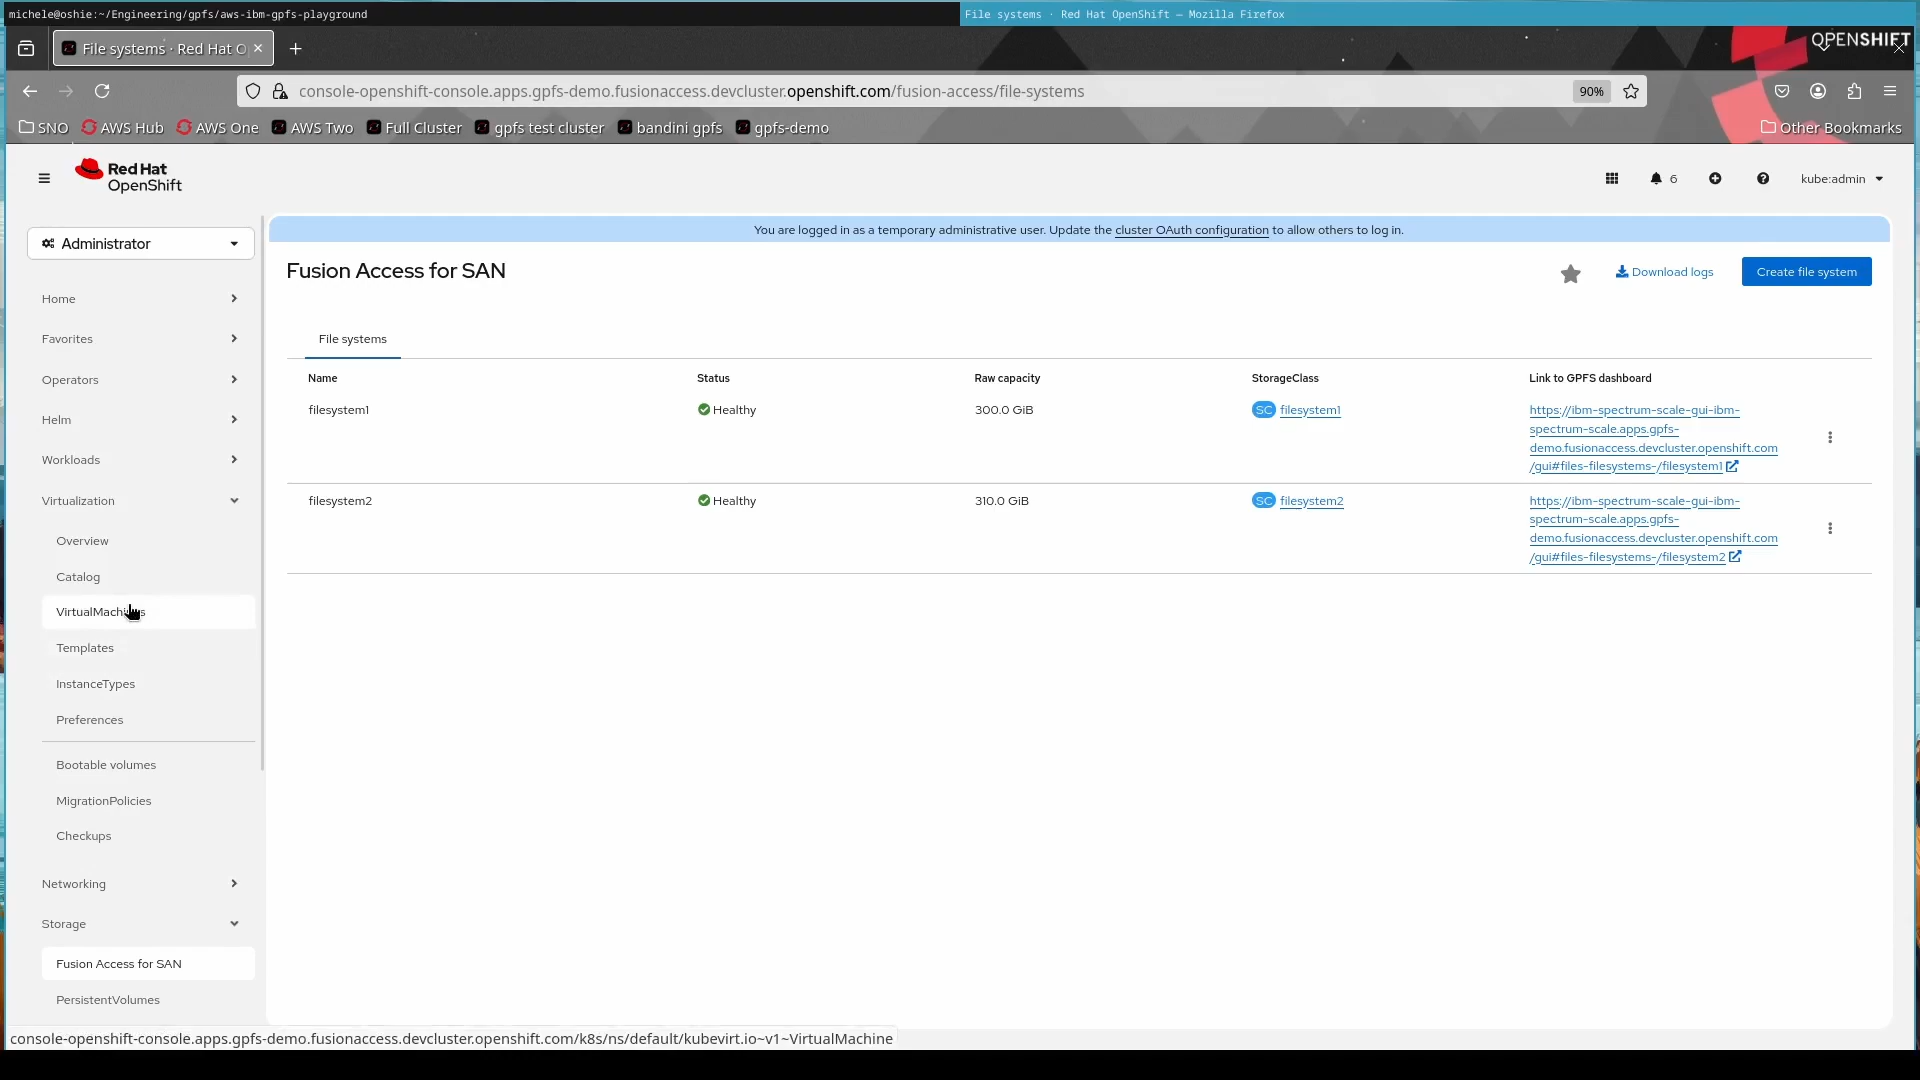 michele@oshie:~/Engineering/gpfs/aws-ibm-gpfs-playground
File systems · Red Hat OpenShift — Mozilla Firefox
File systems · Red Hat O
OPENSHIFT
console-openshift-console.apps.gpfs-demo.fusionaccess.devcluster.openshift.com/fusion-access/file-systems
90%
SNO
AWS Hub
AWS One
AWS Two
Full Cluster
gpfs test cluster
bandini gpfs
gpfs-demo
Other Bookmarks
Red Hat
OpenShift
6
kube:admin
Administrator
Home
Favorites
Operators
Helm
Workloads
Virtualization
Overview
Catalog
VirtualMachines
Templates
InstanceTypes
Preferences
Bootable volumes
MigrationPolicies
Checkups
Networking
Storage
Fusion Access for SAN
PersistentVolumes
You are logged in as a temporary administrative user. Update the cluster OAuth configuration to allow others to log in.
Fusion Access for SAN
Download logs
Create file system
File systems
Name Status Raw capacity StorageClass Link to GPFS dashboard
filesystem1 Healthy 300.0 GiB SC filesystem1 https://ibm-spectrum-scale-gui-ibm-
spectrum-scale.apps.gpfs-
demo.fusionaccess.devcluster.openshift.com
/gui#files-filesystems-/filesystem1
filesystem2 Healthy 310.0 GiB SC filesystem2 https://ibm-spectrum-scale-gui-ibm-
spectrum-scale.apps.gpfs-
demo.fusionaccess.devcluster.openshift.com
/gui#files-filesystems-/filesystem2
console-openshift-console.apps.gpfs-demo.fusionaccess.devcluster.openshift.com/k8s/ns/default/kubevirt.io~v1~VirtualMachine